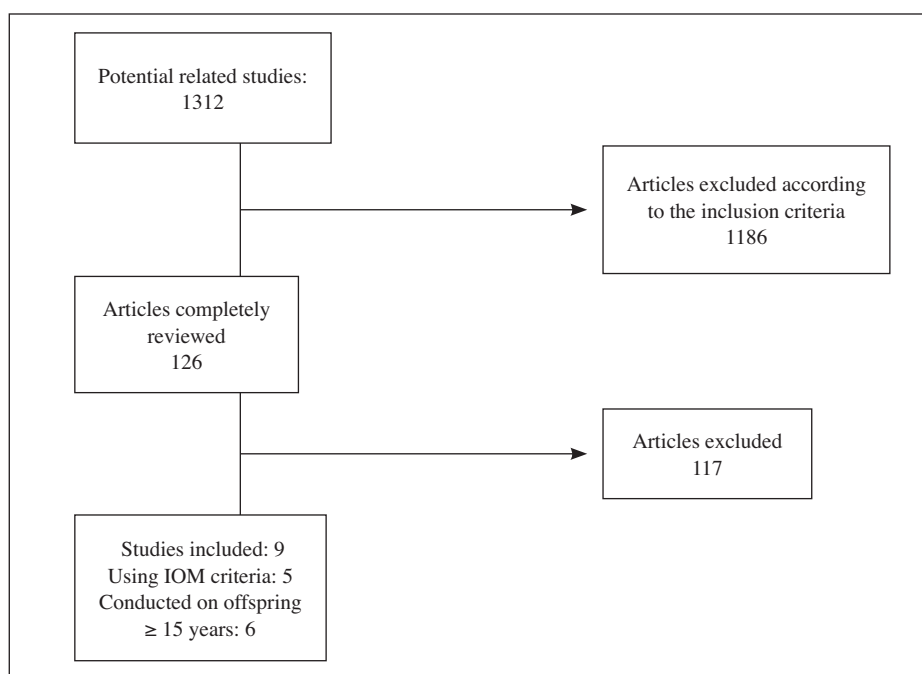 Potential related studies:
1312
Articles excluded according
to the inclusion criteria
1186
Articles completely
reviewed
126
Articles excluded
117
Studies included: 9
Using IOM criteria: 5
Conducted on offspring
≥ 15 years: 6